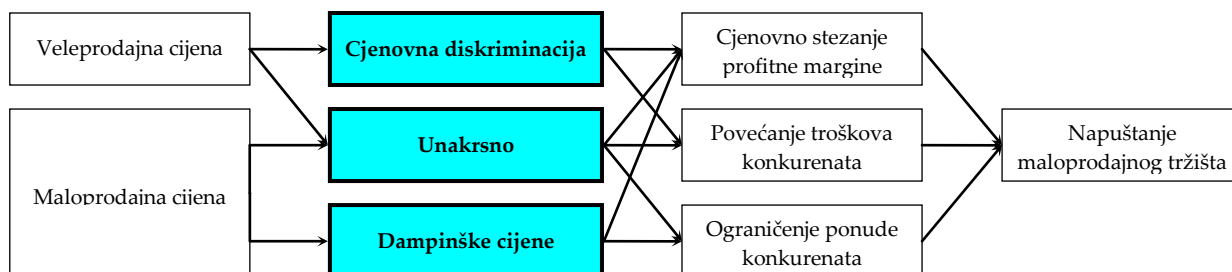 Veleprodajna cijena
Maloprodajna cijena
Cjenovna diskriminacija
Unakrsno
Dampinške cijene
Cjenovno stezanje
profitne margine
Povećanje troškova
konkurenata
Ograničenje ponude
konkurenata
Napuštanje
maloprodajnog tržišta